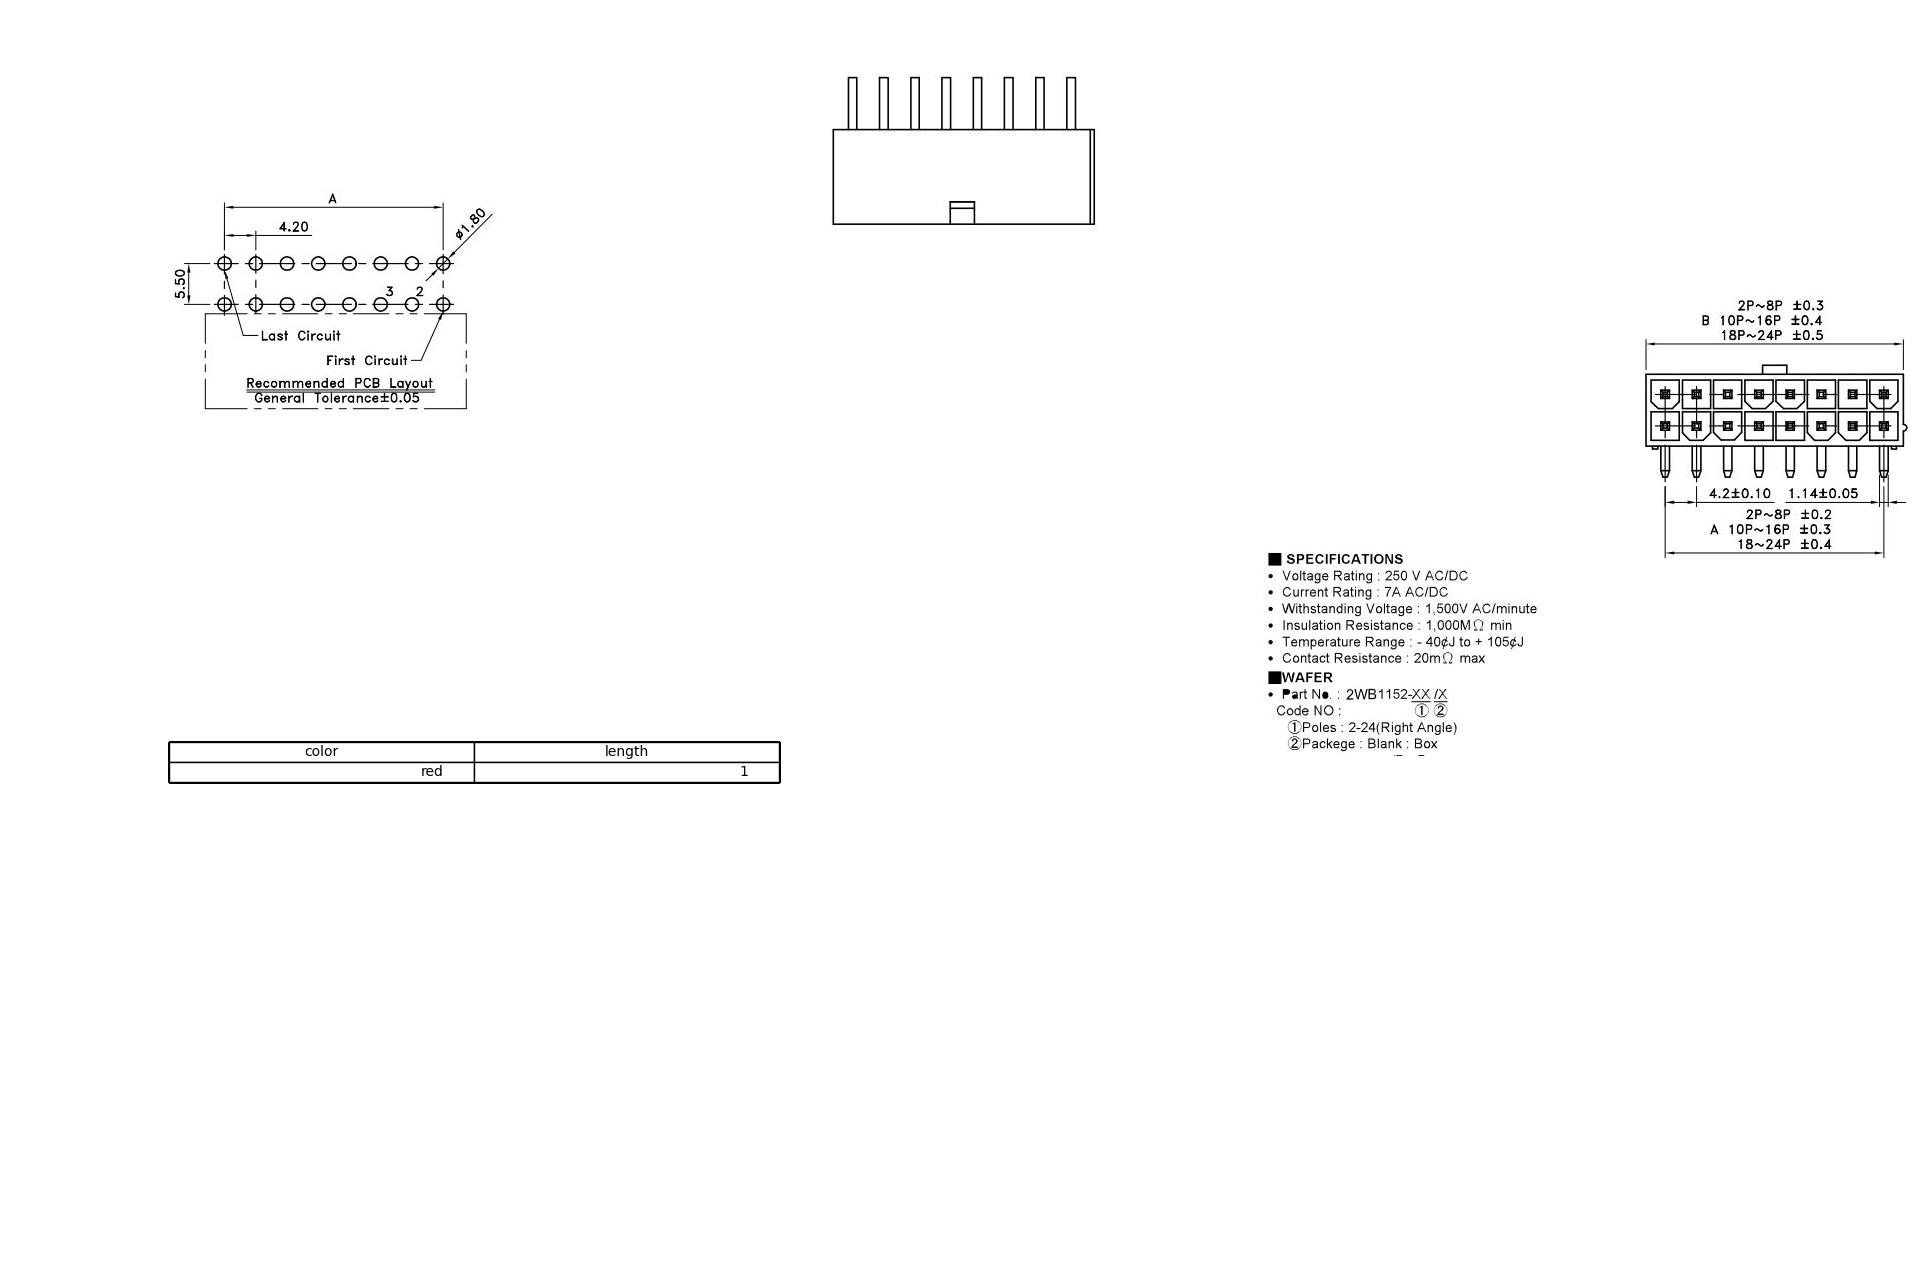 A
4.20
ø1.80
5.50
3 2
Last Circuit
First Circuit
Recommended PCB Layout
General Tolerance±0.05
2P~8P ±0.3
B 10P~16P ±0.4
18P~24P ±0.5
4.2±0.10 1.14±0.05
2P~8P ±0.2
A 10P~16P ±0.3
18~24P ±0.4
■ SPECIFICATIONS
• Voltage Rating : 250 V AC/DC
• Current Rating : 7A AC/DC
• Withstanding Voltage : 1,500V AC/minute
• Insulation Resistance : 1,000MΩ min
• Temperature Range : - 40¢J to + 105¢J
• Contact Resistance : 20mΩ max
■WAFER
• Part No. : 2WB1152-XX /X
Code NO : ① ②
①Poles : 2-24(Right Angle)
②Packege : Blank : Box
color length
red 1